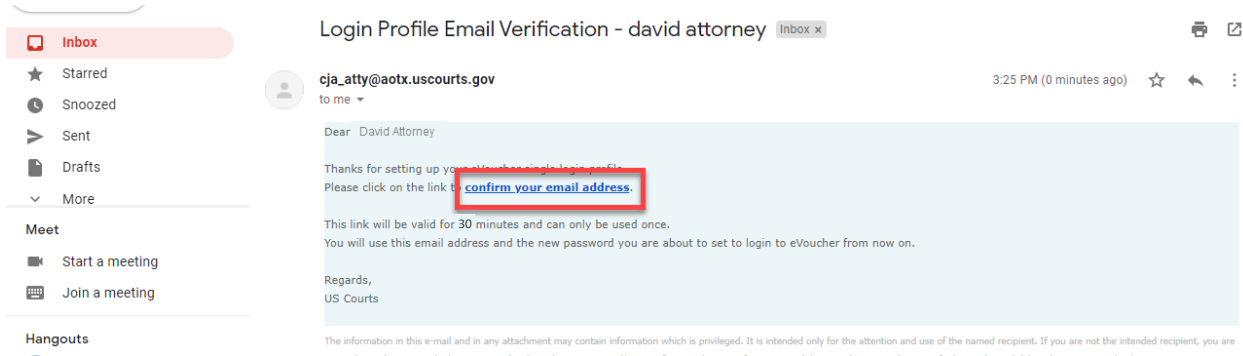 Login Profile Email Verification - david attorney Inbox x
Inbox
Starred
Snoozed
Sent
Drafts
More
Meet
Start a meeting
Join a meeting
Hangouts
cja_atty@aotx.uscourts.gov
3:25 PM (0 minutes ago)
to me
Dear David Attorney
Thanks for setting up your eVoucher single login profile.
Please click on the link to confirm your email address.
This link will be valid for 30 minutes and can only be used once.
You will use this email address and the new password you are about to set to login to eVoucher from now on.
Regards,
US Courts
The information in this e-mail and in any attachment may contain information which is privileged. It is intended only for the attention and use of the named recipient. If you are not the intended recipient, you are